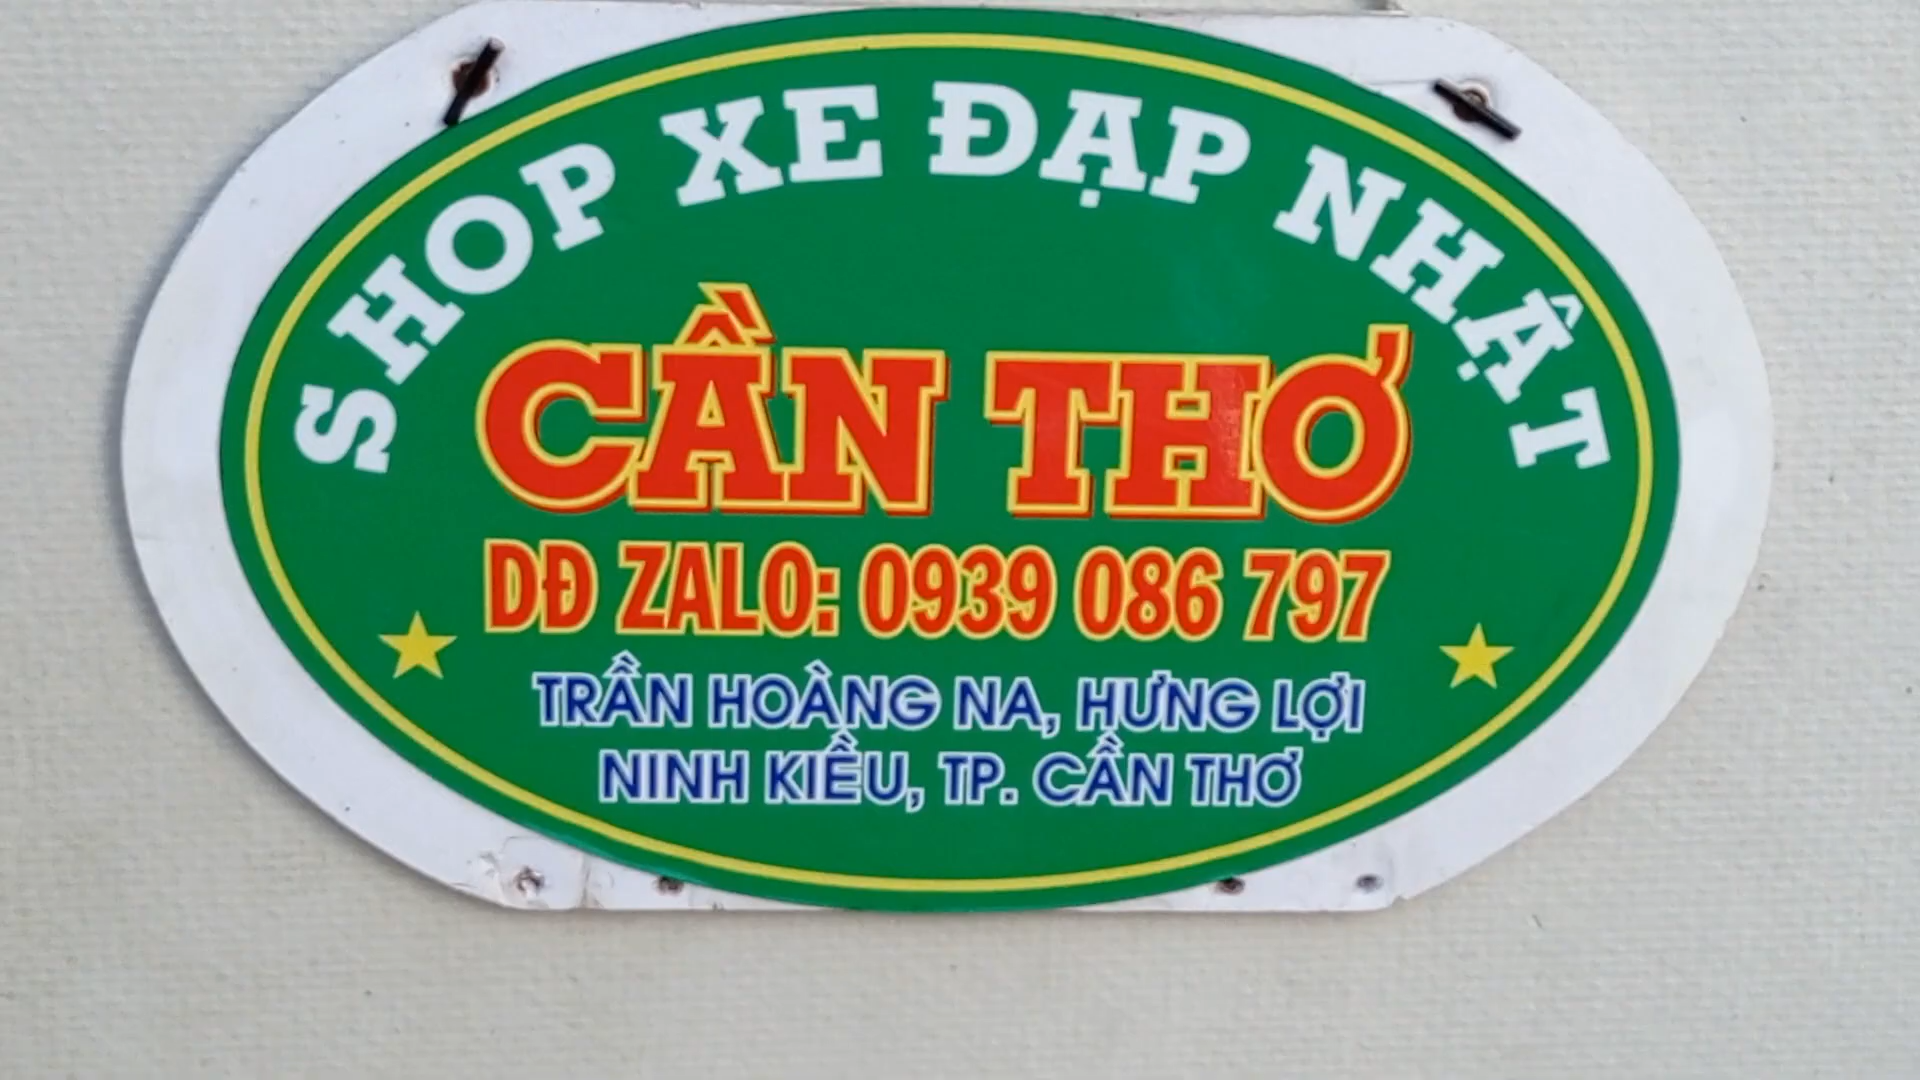 SHOP XE ĐẠP NHẬT
CẦN THƠ
DĐ ZALO: 0939 086 797
TRẦN HOÀNG NA, HƯNG LỢI
NINH KIỀU, TP. CẦN THƠ